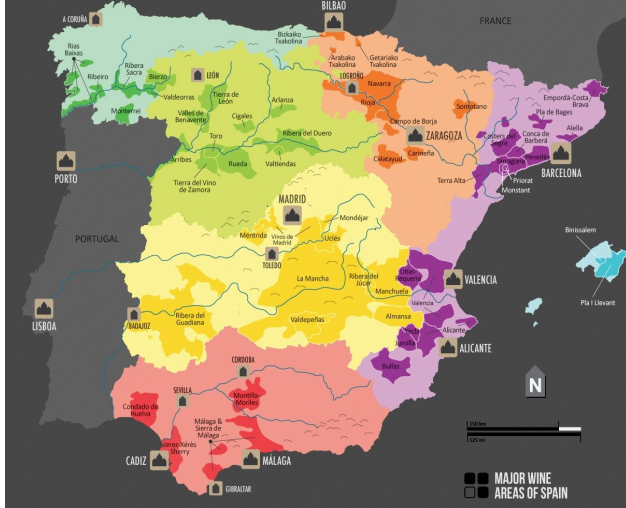 BILBAO
FRANCE
A CORUÑA
Bizkaiko
Txakolina
Rias
Baixas
Ribeiro
Ribera
Sacra
Bierzo
LEÓN
Arabako
Txakolina
Getariako
Txakolina
LOGROÑO
Navarra
Rioja
Monterrei
Valdeorras
Valles de
Benavente
Tierra de
León
Cigales
Arlanza
Toro
Ribera del Duero
Arribes
Rueda
Valtiendas
Tierra del Vino
de Zamora
Campo de Borja
ZARAGOZA
Calatayud
Cariñena
Somotano
Empordá-Costa
Brava
Pla de Bages
Alella
Conca de
Barberá
Costers del
Segre
Penedes
Tarragona
BARCELONA
Priorat
Monstant
Terra Alta
PORTO
PORTUGAL
MADRID
Mondéjar
Méntrida
Vinos de
Madrid
Uclés
TOLEDO
La Mancha
Ribera del
Júcar
Manchuela
Utiel-
Requena
VALENCIA
Valencia
Binissalem
Pla I Llevant
LISBOA
BADAJOZ
Ribera del
Guadiana
Valdepeñas
Almansa
Yecla
Alicante
Jumilla
ALICANTE
Bullas
CORDOBA
SEVILLA
Condado de
Huelva
Montilla-
Moriles
Málaga &
Sierra de
Málaga
Jerez-Xérès
Sherry
CADIZ
MÁLAGA
GIBRALTAR
N
250 km
125 mi
MAJOR WINE
AREAS OF SPAIN